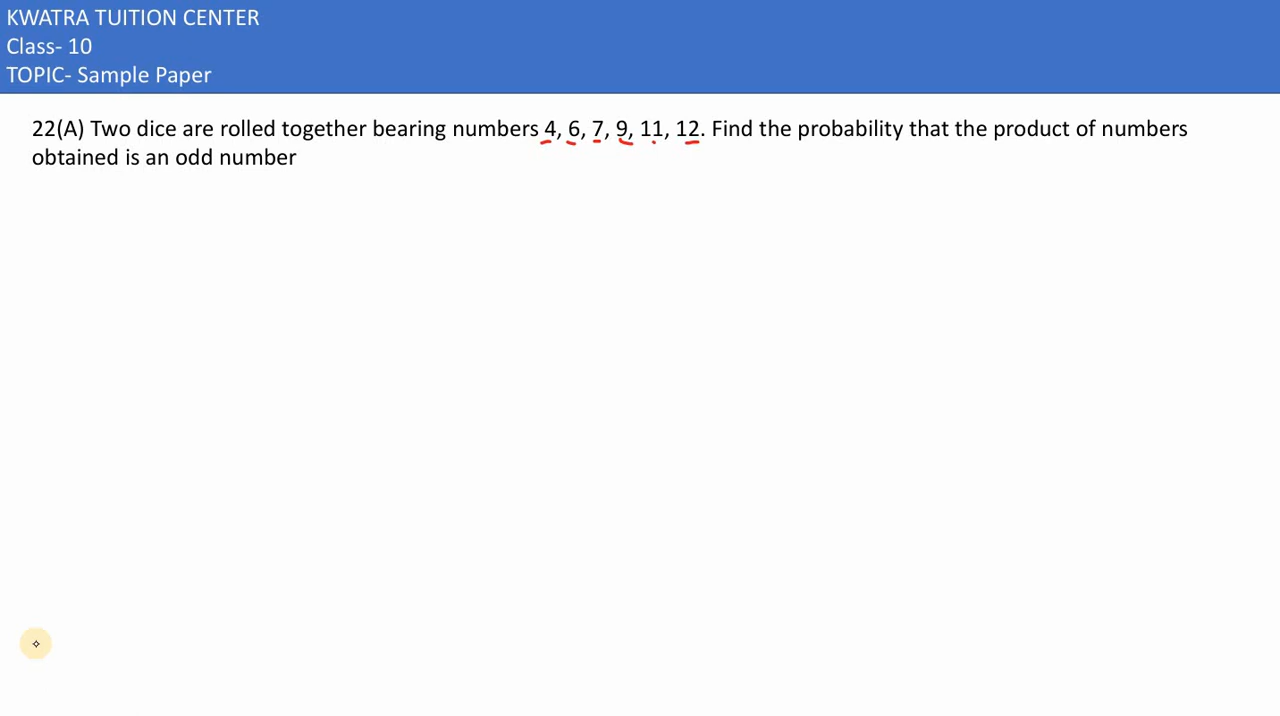 KWATRA TUITION CENTER
Class- 10
TOPIC- Sample Paper
22(A) Two dice are rolled together bearing numbers 4, 6, 7, 9, 11, 12. Find the probability that the product of numbers
obtained is an odd number